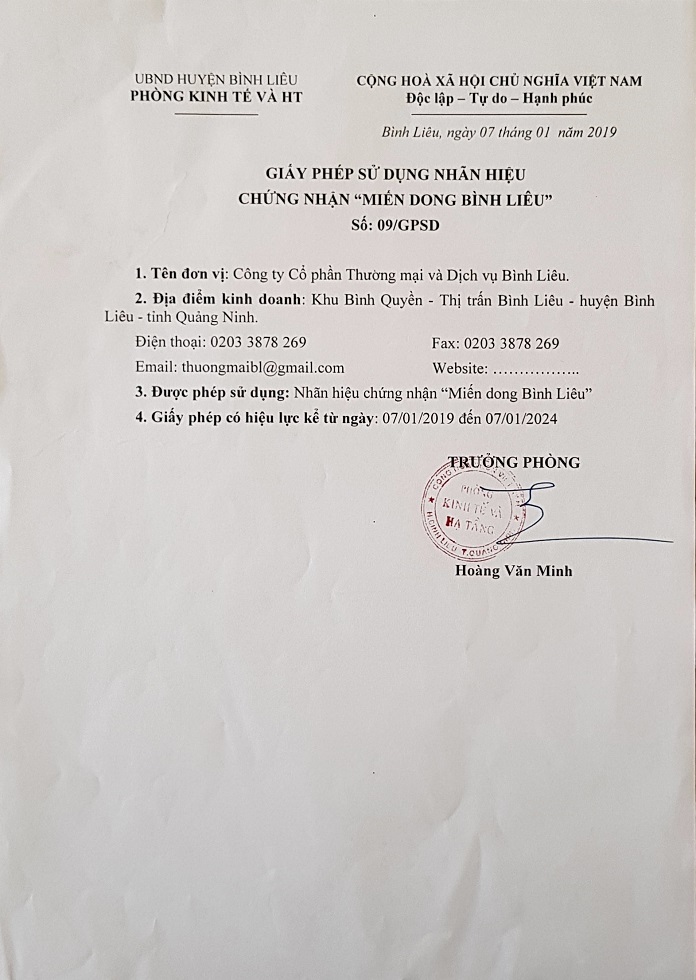 UBND HUYỆN BÌNH LIÊU
PHÒNG KINH TẾ VÀ HT
CỘNG HOÀ XÃ HỘI CHỦ NGHĨA VIỆT NAM
Độc lập – Tự do – Hạnh phúc
Bình Liêu, ngày 07 tháng 01 năm 2019
GIẤY PHÉP SỬ DỤNG NHÃN HIỆU
CHỨNG NHẬN “MIẾN DONG BÌNH LIÊU”
Số: 09/GPSD
1. Tên đơn vị: Công ty Cổ phần Thường mại và Dịch vụ Bình Liêu.
2. Địa điểm kinh doanh: Khu Bình Quyền - Thị trấn Bình Liêu - huyện Bình
Liêu - tỉnh Quảng Ninh.
Điện thoại: 0203 3878 269
Fax: 0203 3878 269
Email: thuongmaibl@gmail.com
Website: ……………..
3. Được phép sử dụng: Nhãn hiệu chứng nhận “Miến dong Bình Liêu”
4. Giấy phép có hiệu lực kể từ ngày: 07/01/2019 đến 07/01/2024
TRƯỞNG PHÒNG
PHÒNG
KINH TẾ VÀ
HẠ TẦNG
Hoàng Văn Minh